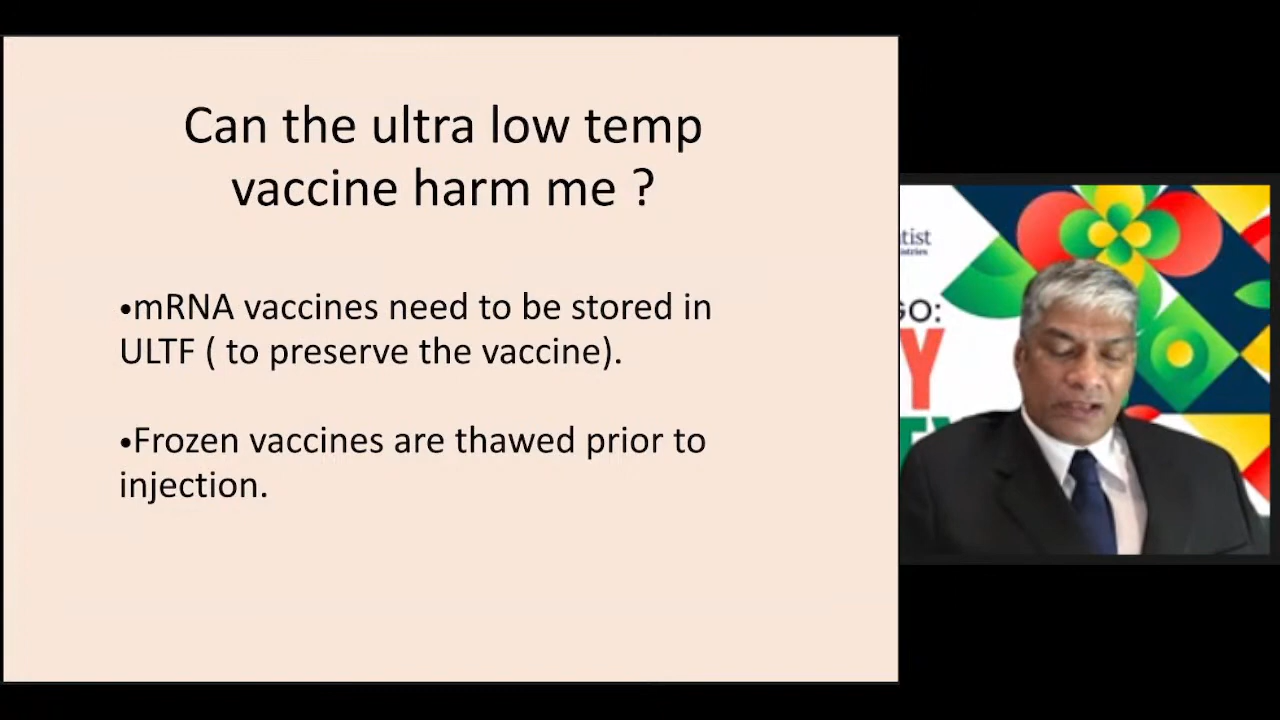 Can the ultra low temp
vaccine harm me ?
•mRNA vaccines need to be stored in
ULTF ( to preserve the vaccine).
•Frozen vaccines are thawed prior to
injection.